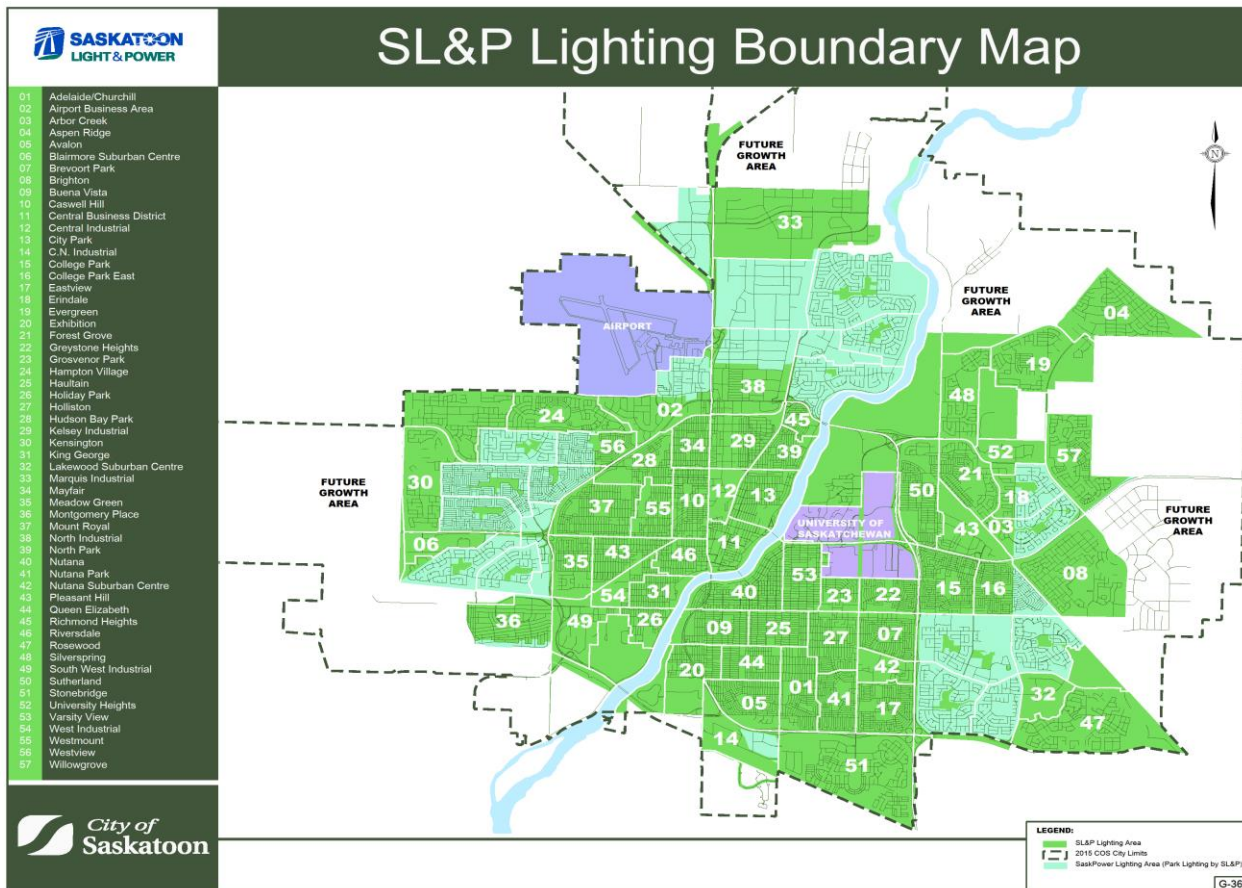 SASKATOON
LIGHT & POWER
SL&P Lighting Boundary Map
01 Adelaide/Churchill
02 Airport Business Area
03 Arbor Creek
04 Aspen Ridge
05 Avalon
06 Blairmore Suburban Centre
07 Brevoort Park
08 Brighton
09 Buena Vista
10 Caswell Hill
11 Central Business District
12 Central Industrial
13 City Park
14 C.N. Industrial
15 College Park
16 College Park East
17 Eastview
18 Erindale
19 Evergreen
20 Exhibition
21 Forest Grove
22 Greystone Heights
23 Grosvenor Park
24 Hampton Village
25 Haultain
26 Holiday Park
27 Holliston
28 Hudson Bay Park
29 Kelsey Industrial
30 Kensington
31 King George
32 Lakewood Suburban Centre
33 Marquis Industrial
34 Mayfair
35 Meadow Green
36 Montgomery Place
37 Mount Royal
38 North Industrial
39 North Park
40 Nutana
41 Nutana Park
42 Nutana Suburban Centre
43 Pleasant Hill
44 Queen Elizabeth
45 Richmond Heights
46 Riversdale
47 Rosewood
48 Silverspring
49 South West Industrial
50 Sutherland
51 Stonebridge
52 University Heights
53 Varsity View
54 West Industrial
55 Westmount
56 Westview
57 Willowgrove
City of
Saskatoon
FUTURE
GROWTH
AREA
N
33
FUTURE
GROWTH
AREA
04
AIRPORT
19
38
48
02
24
45
34
29
39
56
28
52
57
21
FUTURE
GROWTH
AREA
30
37
55
10
12
13
50
18
03
43
UNIVERSITY OF
SASKATCHEWAN
FUTURE
GROWTH
AREA
06
35
43
46
11
53
08
15
16
54
31
40
23
22
36
49
26
09
25
27
07
20
44
42
01
32
05
41
17
47
14
51
LEGEND:
SL&P Lighting Area
2015 COS City Limits
SaskPower Lighting Area (Park Lighting by SL&P)
G-36